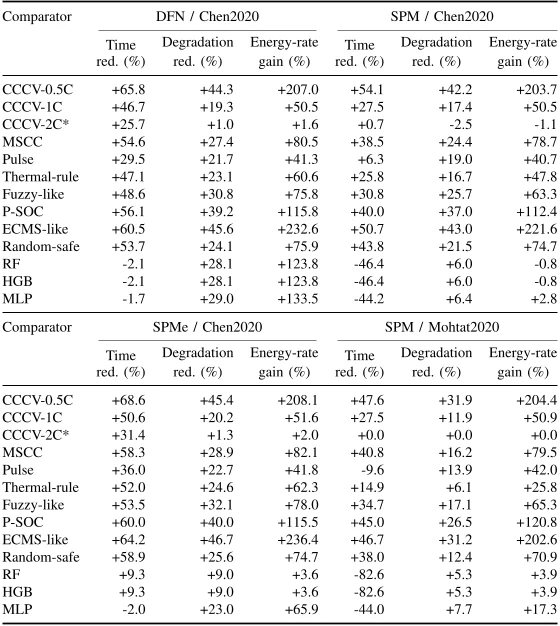 Comparator DFN / Chen2020 SPM / Chen2020
Time Degradation Energy-rate Time Degradation Energy-rate
red. (%) red. (%) gain (%) red. (%) red. (%) gain (%)
CCCV-0.5C +65.8 +44.3 +207.0 +54.1 +42.2 +203.7
CCCV-1C +46.7 +19.3 +50.5 +27.5 +17.4 +50.5
CCCV-2C* +25.7 +1.0 +1.6 +0.7 -2.5 -1.1
MSCC +54.6 +27.4 +80.5 +38.5 +24.4 +78.7
Pulse +29.5 +21.7 +41.3 +6.3 +19.0 +40.7
Thermal-rule +47.1 +23.1 +60.6 +25.8 +16.7 +47.8
Fuzzy-like +48.6 +30.8 +75.8 +30.8 +25.7 +63.3
P-SOC +56.1 +39.2 +115.8 +40.0 +37.0 +112.4
ECMS-like +60.5 +45.6 +232.6 +50.7 +43.0 +221.6
Random-safe +53.7 +24.1 +75.9 +43.8 +21.5 +74.7
RF -2.1 +28.1 +123.8 -46.4 +6.0 -0.8
HGB -2.1 +28.1 +123.8 -46.4 +6.0 -0.8
MLP -1.7 +29.0 +133.5 -44.2 +6.4 +2.8
Comparator SPMe / Chen2020 SPM / Mohtat2020
Time Degradation Energy-rate Time Degradation Energy-rate
red. (%) red. (%) gain (%) red. (%) red. (%) gain (%)
CCCV-0.5C +68.6 +45.4 +208.1 +47.6 +31.9 +204.4
CCCV-1C +50.6 +20.2 +51.6 +27.5 +11.9 +50.9
CCCV-2C* +31.4 +1.3 +2.0 +0.0 +0.0 +0.0
MSCC +58.3 +28.9 +82.1 +40.8 +16.2 +79.5
Pulse +36.0 +22.7 +41.8 -9.6 +13.9 +42.0
Thermal-rule +52.0 +24.6 +62.3 +14.9 +6.1 +25.8
Fuzzy-like +53.5 +32.1 +78.0 +34.7 +17.1 +65.3
P-SOC +60.0 +40.0 +115.5 +45.0 +26.5 +120.8
ECMS-like +64.2 +46.7 +236.4 +46.7 +31.2 +202.6
Random-safe +58.9 +25.6 +74.7 +38.0 +12.4 +70.9
RF +9.3 +9.0 +3.6 -82.6 +5.3 +3.9
HGB +9.3 +9.0 +3.6 -82.6 +5.3 +3.9
MLP -2.0 +23.0 +65.9 -44.0 +7.7 +17.3